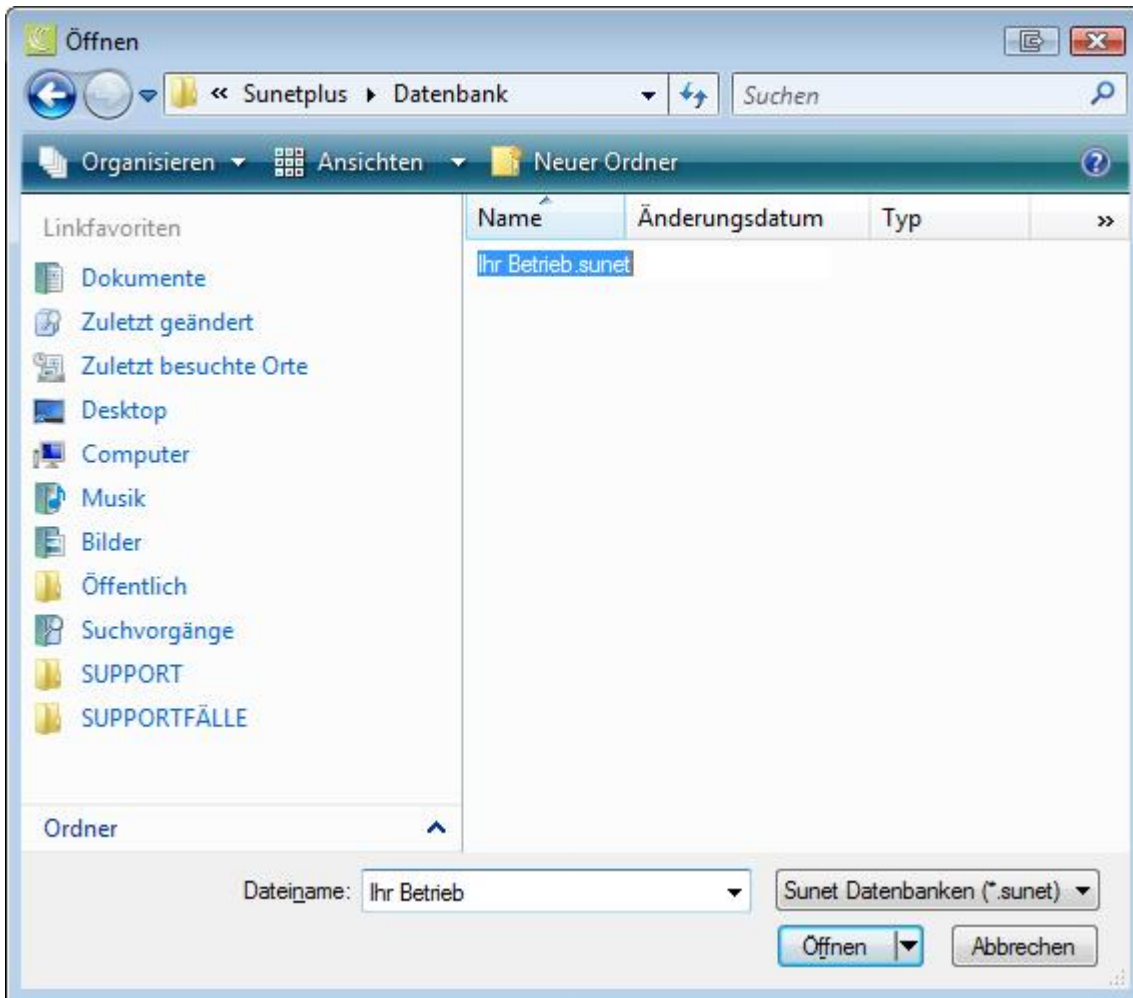 Öffnen
« Sunetplus Datenbank Suchen
Organisieren Ansichten Neuer Ordner ?
Linkfavoriten
Name Änderungsdatum Typ »
Ihr Betrieb.sunet
Dokumente
Zuletzt geändert
Zuletzt besuchte Orte
Desktop
Computer
Musik
Bilder
Öffentlich
Suchvorgänge
SUPPORT
SUPPORTFÄLLE
Ordner
Dateiname: Ihr Betrieb Sunet Datenbanken (*.sunet)
Öffnen Abbrechen